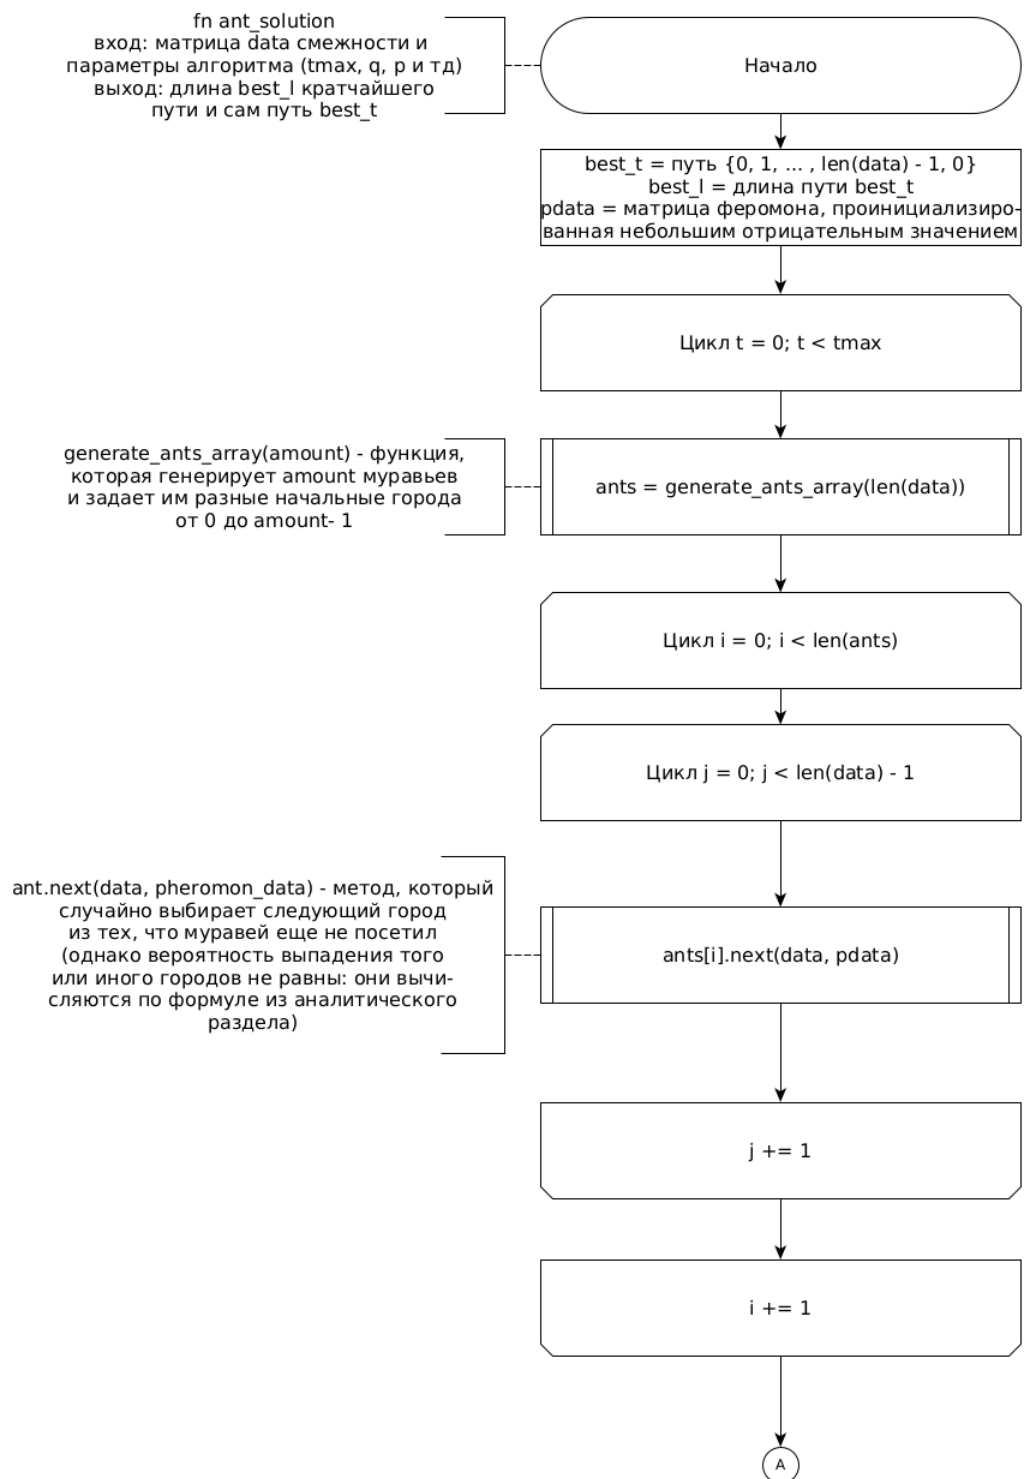 fn ant_solution
вход: матрица data смежности и
параметры алгоритма (tmax, q, p и тд)
выход: длина best_l кратчайшего
пути и сам путь best_t
Начало
best_t = путь {0, 1, ... , len(data) - 1, 0}
best_l = длина пути best_t
pdata = матрица феромона, проинициализиро-
ванная небольшим отрицательным значением
Цикл t = 0; t < tmax
generate_ants_array(amount) - функция,
которая генерирует amount муравьев
и задает им разные начальные города
от 0 до amount- 1
ants = generate_ants_array(len(data))
Цикл i = 0; i < len(ants)
Цикл j = 0; j < len(data) - 1
ant.next(data, pheromon_data) - метод, который
случайно выбирает следующий город
из тех, что муравей еще не посетил
(однако вероятность выпадения того
или иного городов не равны: они вычи-
сляются по формуле из аналитического
раздела)
ants[i].next(data, pdata)
j += 1
i += 1
A